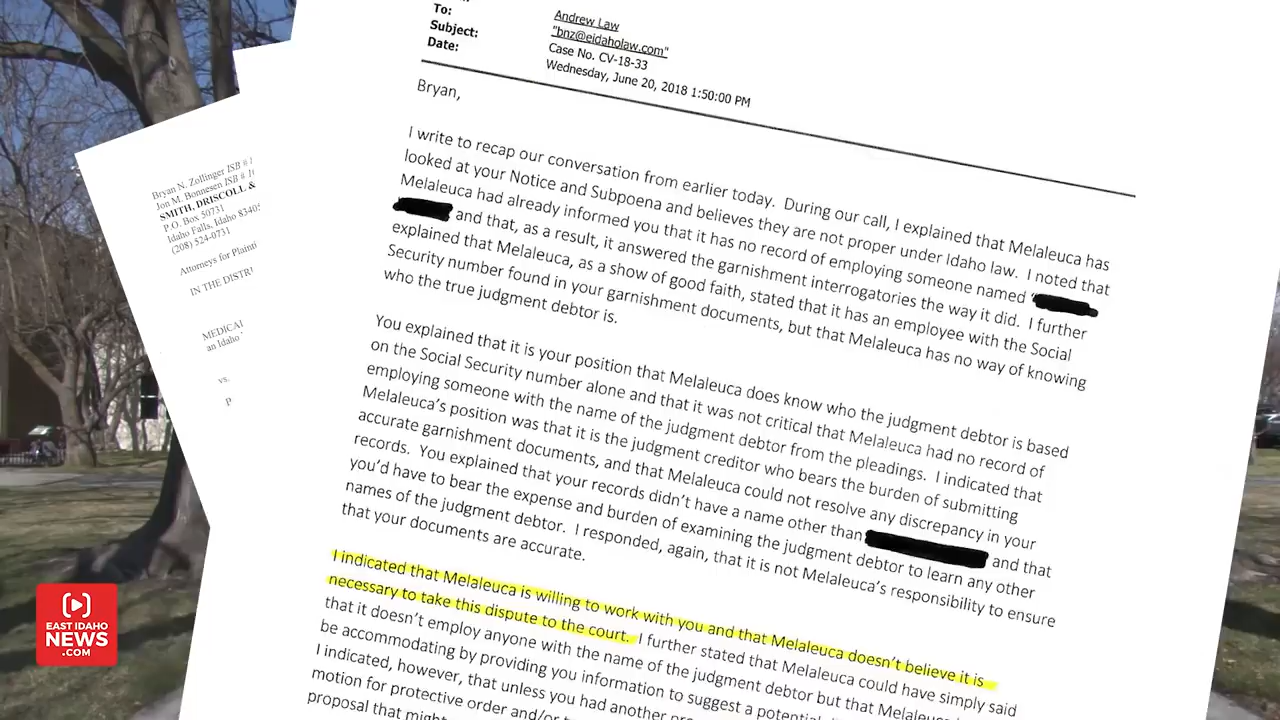 To:
Andrew Law
Subject:
"bnz@eidaholaw.com"
Date:
Case No. CV-18-33
Wednesday, June 20, 2018 1:50:00 PM
Bryan,
I write to recap our conversation from earlier today. During our call, I explained that Melaleuca has
looked at your Notice and Subpoena and believes they are not proper under Idaho law. I noted that
Melaleuca had already informed you that it has no record of employing someone named "
and that, as a result, it answered the garnishment interrogatories the way it did. I further
explained that Melaleuca, as a show of good faith, stated that it has an employee with the Social
Security number found in your garnishment documents, but that Melaleuca has no way of knowing
who the true judgment debtor is.
You explained that it is your position that Melaleuca does know who the judgment debtor is based
on the Social Security number alone and that it was not critical that Melaleuca had no record of
employing someone with the name of the judgment debtor from the pleadings. I indicated that
Melaleuca's position was that it is the judgment creditor who bears the burden of submitting
accurate garnishment documents, and that Melaleuca could not resolve any discrepancy in your
records. You explained that your records didn't have a name other than and that
you'd have to bear the expense and burden of examining the judgment debtor to learn any other
names of the judgment debtor. I responded, again, that it is not Melaleuca's responsibility to ensure
that your documents are accurate.
I indicated that Melaleuca is willing to work with you and that Melaleuca doesn't believe it is
necessary to take this dispute to the court. I further stated that Melaleuca could have simply said
that it doesn't employ anyone with the name of the judgment debtor but that
be accommodating by providing you information to suggest a
I indicated, however, that unless you had another
motion for protective order and/or
proposal that might
Bryan N. Zollinger ISB #
Jon M. Bonnesen ISB #
SMITH, DRISCOLL &
P.O. Box 50731
Idaho Falls, Idaho 83405
(208) 524-0731
Attorneys for
IN THE
an Idaho
vs.
EAST IDAHO
NEWS
.COM